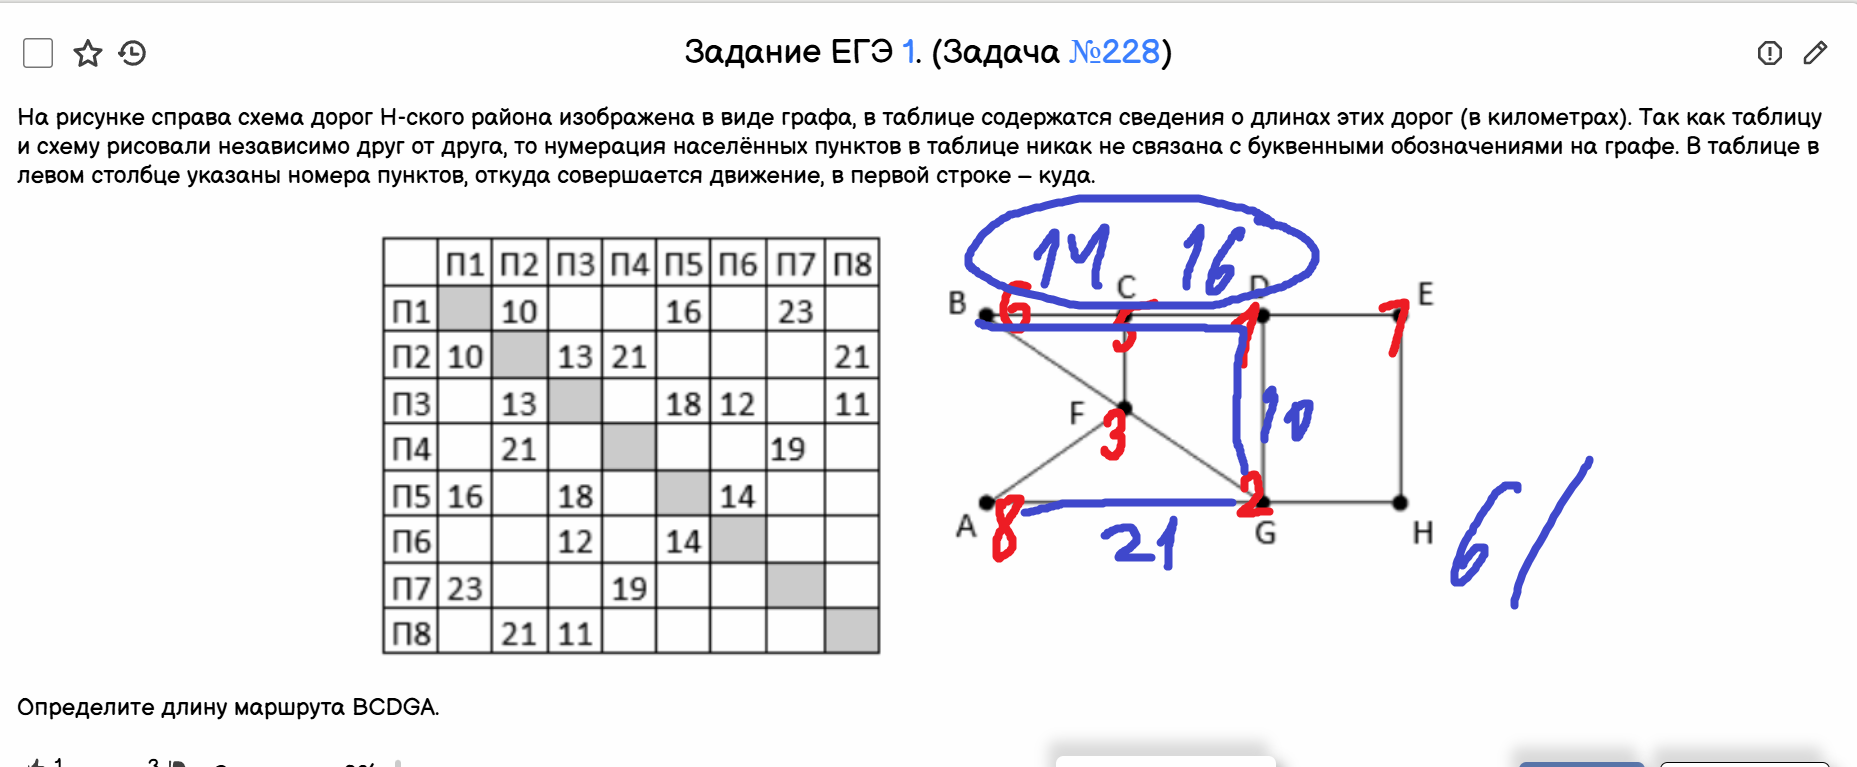 Задание ЕГЭ 1. (Задача №228)
На рисунке справа схема дорог Н-ского района изображена в виде графа, в таблице содержатся сведения о длинах этих дорог (в километрах). Так как таблицу
и схему рисовали независимо друг от друга, то нумерация населённых пунктов в таблице никак не связана с буквенными обозначениями на графе. В таблице в
левом столбце указаны номера пунктов, откуда совершается движение, в первой строке – куда.
П1 П2 П3 П4 П5 П6 П7 П8
П1 10 16 23
П2 10 13 21 21
П3 13 18 12 11
П4 21 19
П5 16 18 14
П6 12 14
П7 23 19
П8 21 11
14 16
B 6 C D E
5 1 7
F 3 10
A 8 21 2 G H
61
Определите длину маршрута BCDGA.
1 3